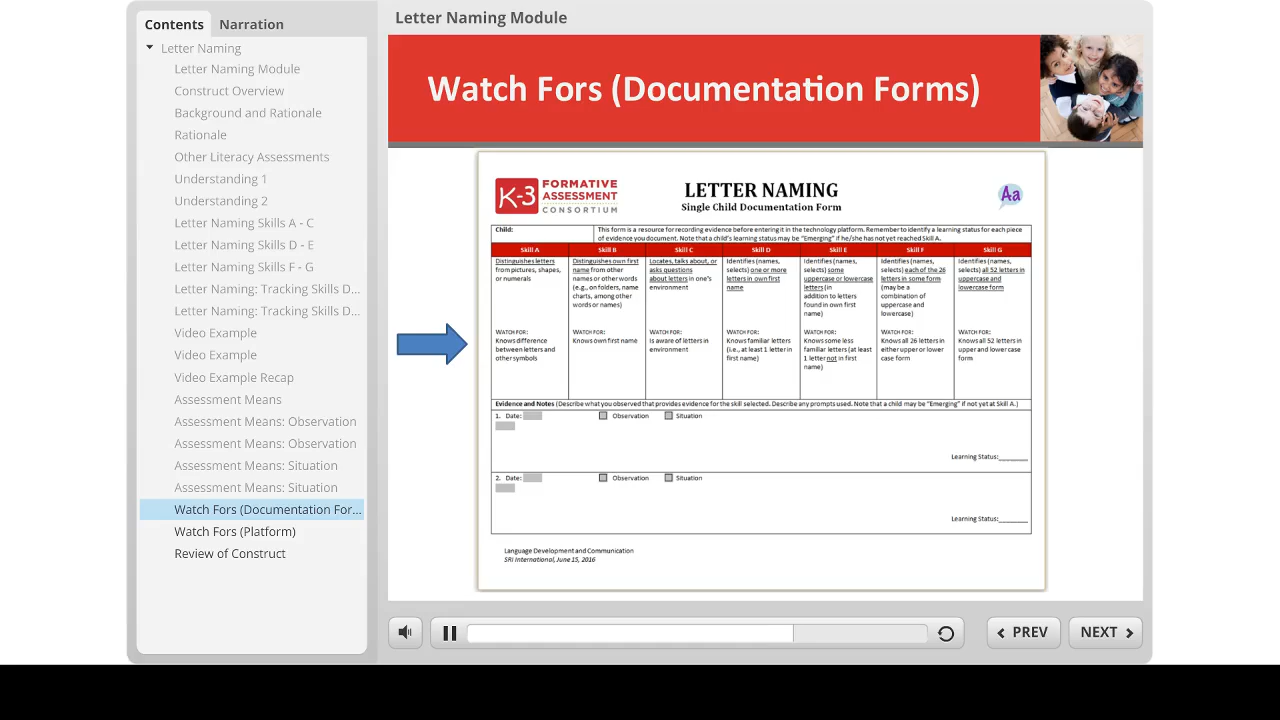 Contents
Narration
Letter Naming
Letter Naming Module
Construct Overview
Background and Rationale
Rationale
Other Literacy Assessments
Understanding 1
Understanding 2
Letter Naming Skills A - C
Letter Naming Skills D - E
Letter Naming Skills F - G
Letter Naming: Tracking Skills D...
Letter Naming: Tracking Skills D...
Video Example
Video Example
Video Example Recap
Assessment Means
Assessment Means: Observation
Assessment Means: Observation
Assessment Means: Situation
Assessment Means: Situation
Watch Fors (Documentation For...
Watch Fors (Platform)
Review of Construct
Letter Naming Module
Watch Fors (Documentation Forms)
K-3
FORMATIVE
ASSESSMENT
CONSORTIUM
LETTER NAMING
Single Child Documentation Form
Aa
Child:
This form is a resource for recording evidence before entering it in the technology platform. Remember to identify a learning status for each piece
of evidence you document. Note that a child's learning status may be "Emerging" if he/she has not yet reached Skill A.
Skill A
Distinguishes letters
from pictures, shapes,
or numerals
WATCH FOR:
Knows difference
between letters and
other symbols
Skill B
Distinguishes own first
name from other
names or other words
(e.g., on folders, name
charts, among other
words or names)
WATCH FOR:
Knows own first name
Skill C
Locates, talks about, or
asks questions
about letters in one's
environment
WATCH FOR:
Is aware of letters in
environment
Skill D
Identifies (names,
selects) one or more
letters in own first
name
WATCH FOR:
Knows familiar letters
(i.e., at least 1 letter in
first name)
Skill E
Identifies (names,
selects) some
uppercase or lowercase
letters (in
addition to letters
found in own first
name)
WATCH FOR:
Knows some less
familiar letters (at least
1 letter not in first
name)
Skill F
Identifies (names,
selects) each of the 26
letters in some form
(may be a
combination of
uppercase and
lowercase)
WATCH FOR:
Knows all 26 letters in
either upper or lower
case form
Skill G
Identifies (names,
selects) all 52 letters in
uppercase and
lowercase form
WATCH FOR:
Knows all 52 letters in
upper and lower case
form
Evidence and Notes (Describe what you observed that provides evidence for the skill selected. Describe any prompts used. Note that a child may be "Emerging" if not yet at Skill A.)
1. Date: Observation Situation
Learning Status:______
2. Date: Observation Situation
Learning Status:______
Language Development and Communication
SRI International, June 15, 2016
PREV
NEXT